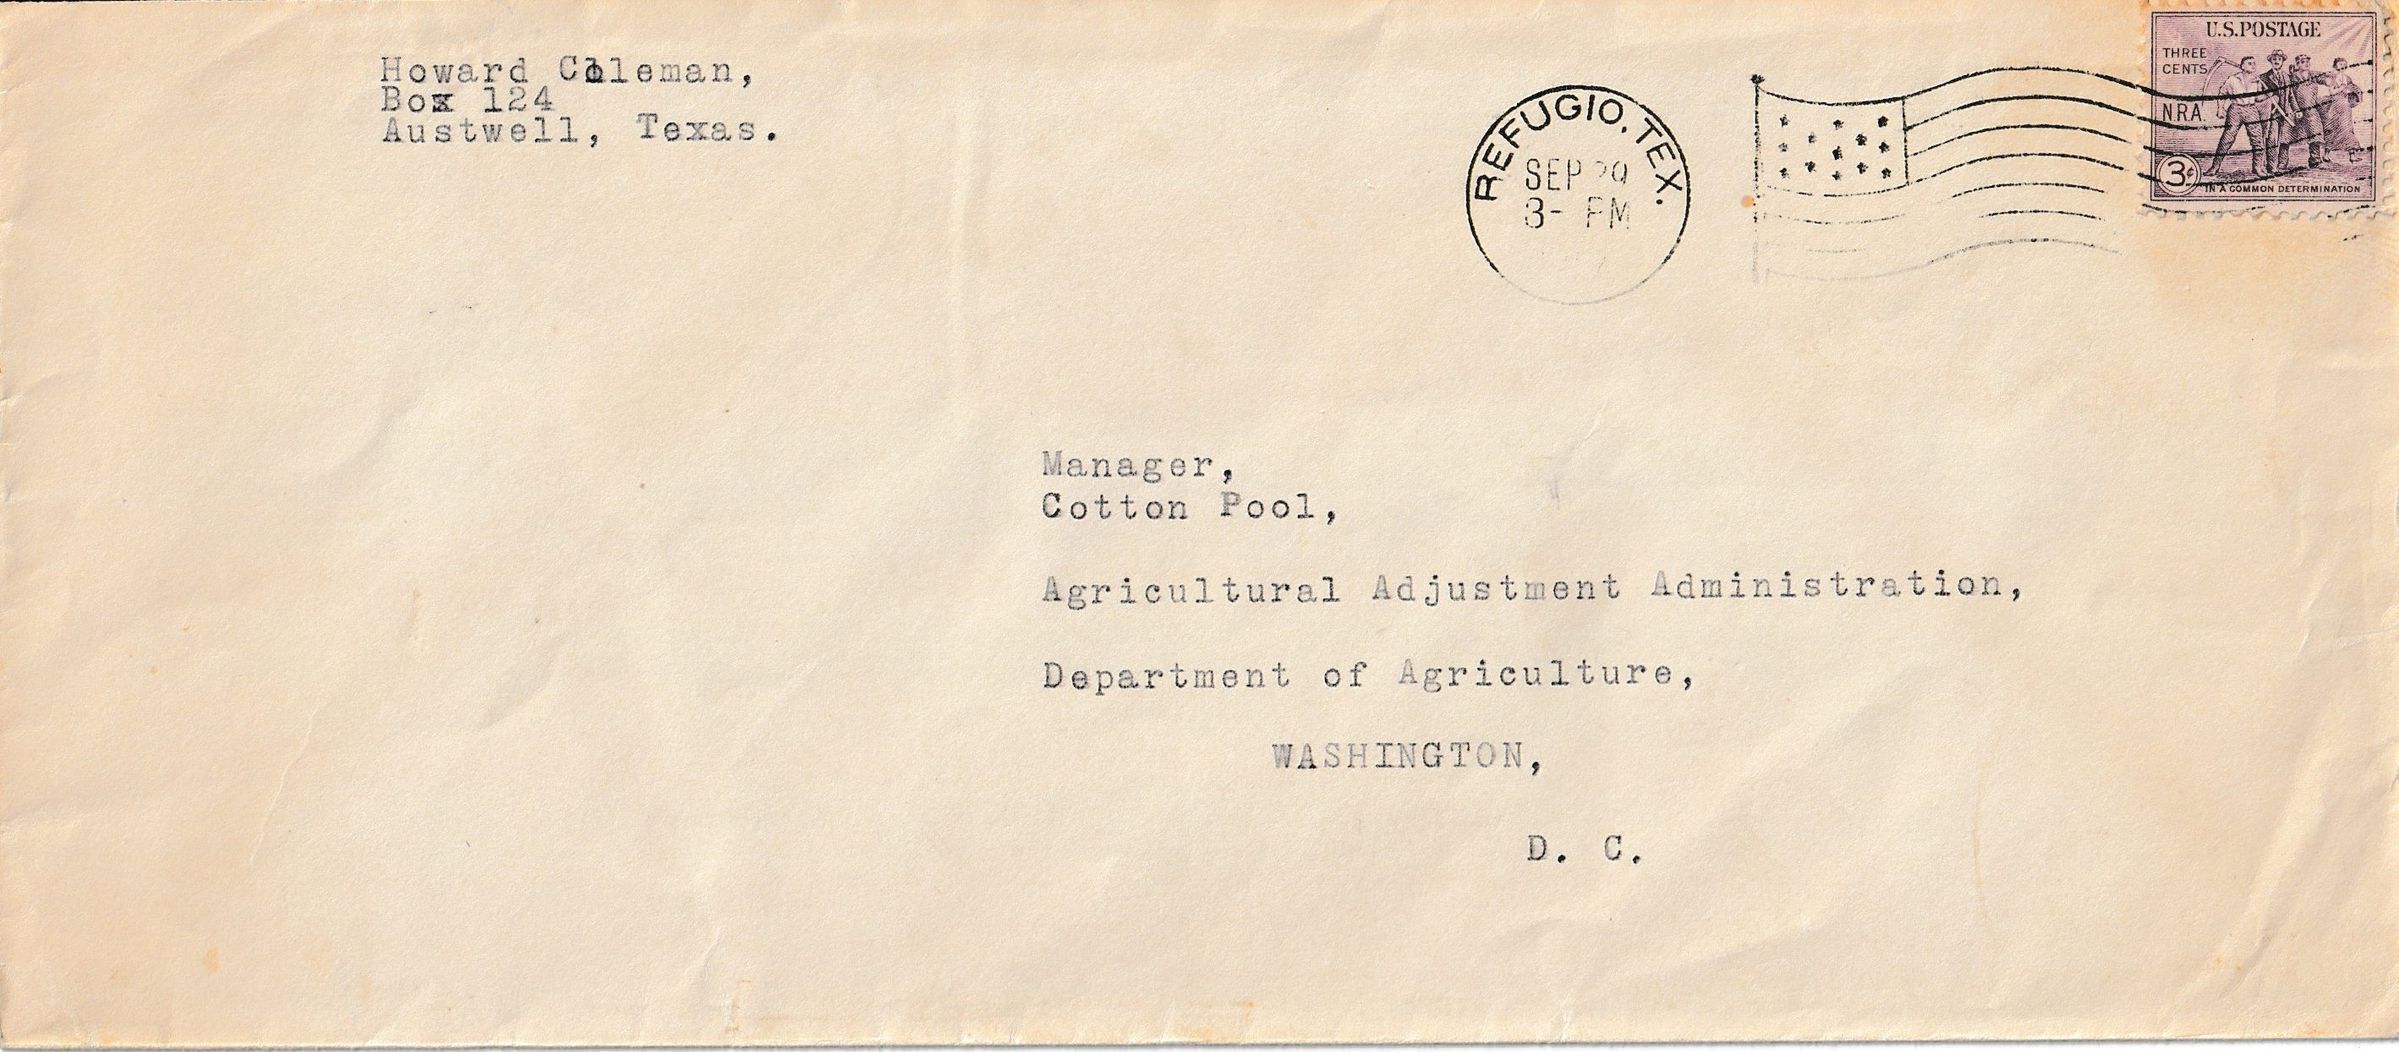 Howard Coleman,
Box 124
Austwell, Texas.
REFUGIO, TEX.
SEP 29
3- PM
U.S. POSTAGE
THREE
CENTS
N.R.A.
3¢
IN A COMMON DETERMINATION
Manager,
Cotton Pool,
Agricultural Adjustment Administration,
Department of Agriculture,
WASHINGTON,
D. C.